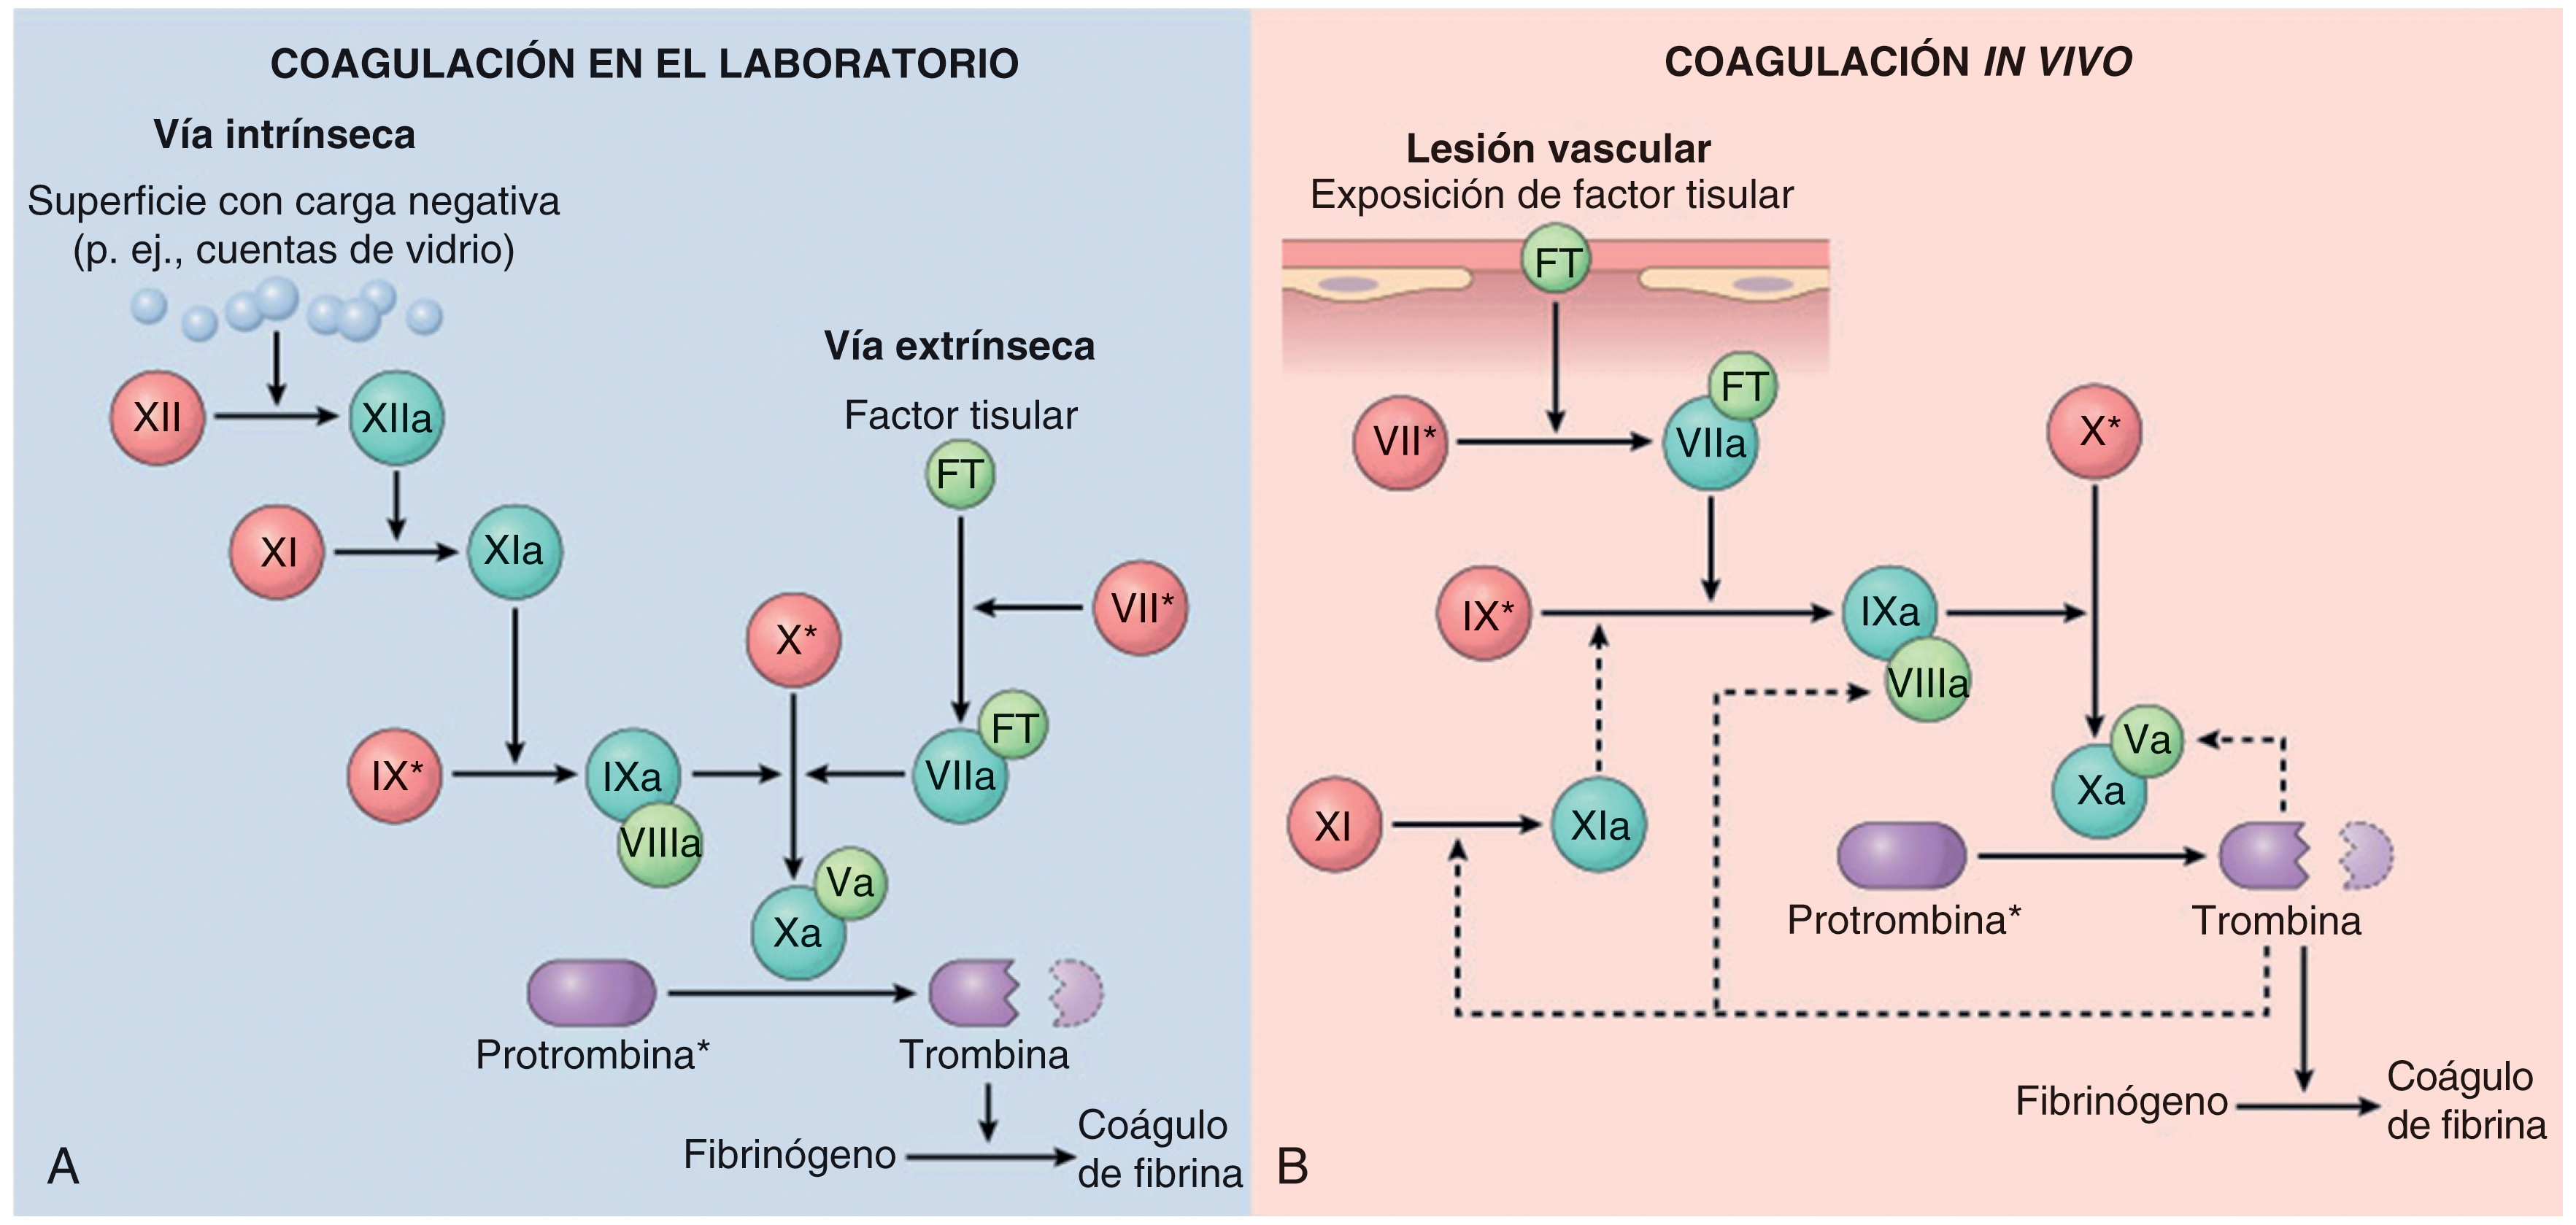 COAGULACIÓN EN EL LABORATORIO
Vía intrínseca
Superficie con carga negativa
(p. ej., cuentas de vidrio)
XII
XIIa
XI
XIa
Vía extrínseca
Factor tisular
FT
VII*
X*
FT
IX*
IXa
VIIa
VIIIa
Va
Xa
Protrombina*
Trombina
Fibrinógeno
Coágulo
de fibrina
A
COAGULACIÓN IN VIVO
Lesión vascular
Exposición de factor tisular
FT
FT
VII*
VIIa
X*
IX*
IXa
VIIIa
Va
Xa
XI
XIa
Protrombina*
Trombina
Fibrinógeno
Coágulo
de fibrina
B